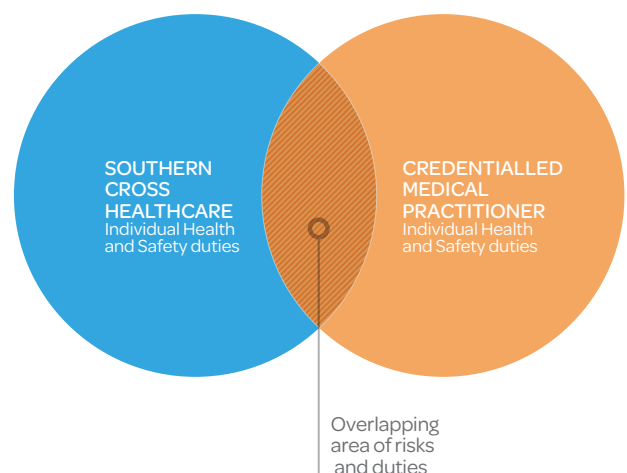 SOUTHERN
CROSS
HEALTHCARE
Individual Health
and Safety duties
CREDENTIALLED
MEDICAL
PRACTITIONER
Individual Health
and Safety duties
Overlapping
area of risks
and duties